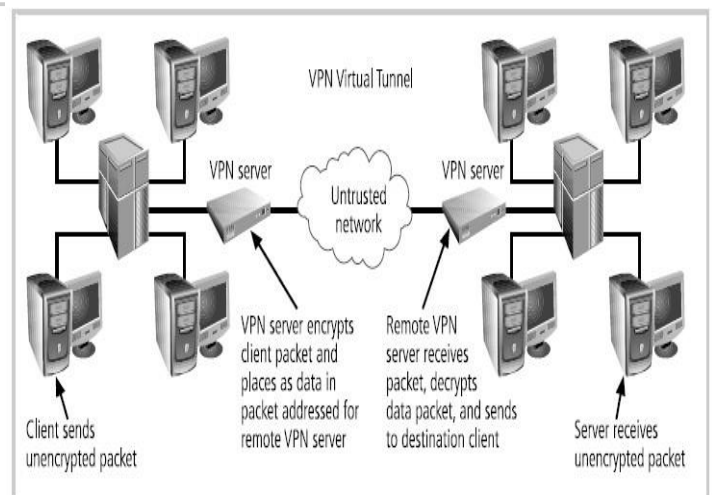 VPN Virtual Tunnel
VPN server
Untrusted
network
VPN server
VPN server encrypts
client packet and
places as data in
packet addressed for
remote VPN server
Remote VPN
server receives
packet, decrypts
data packet, and sends
to destination client
Client sends
unencrypted packet
Server receives
unencrypted packet